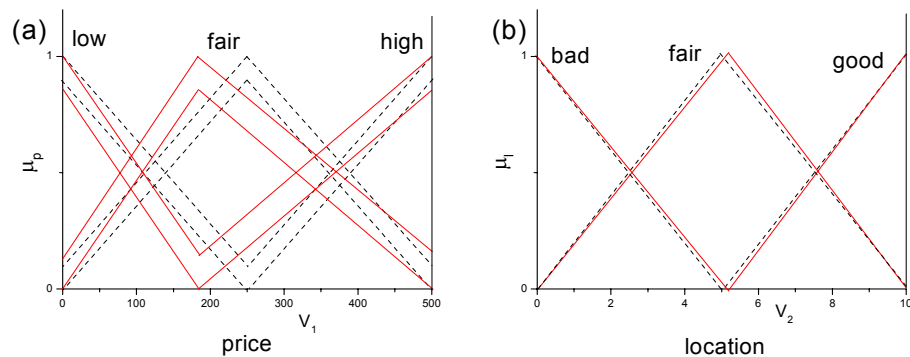 (a)
low
fair
high
1
μp
0
0
100
200
300
400
500
V1
price
(b)
bad
fair
good
1
μl
0
0
2
4
6
8
10
V2
location